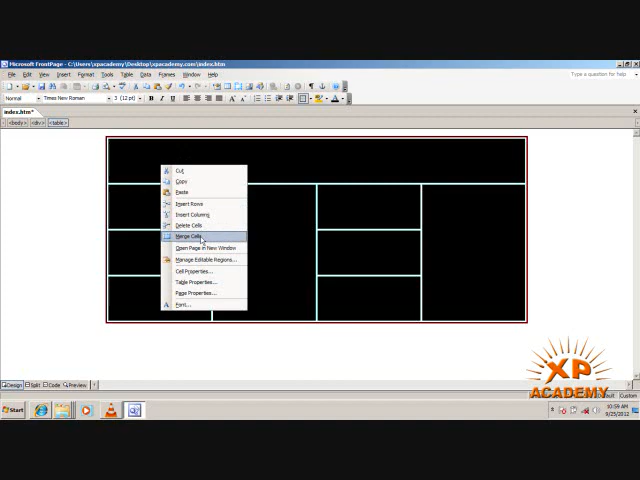 Microsoft FrontPage - C:\Users\xpacademy\Desktop\xpacademy.com\index.htm
File Edit View Insert Format Tools Table Data Frames Window Help
Type a question for help
Normal Times New Roman 3 (12 pt) B I U
index.htm*
<body> <div> <table>
Cut
Copy
Paste
Insert Rows
Insert Columns
Delete Cells
Merge Cells
Open Page in New Window
Manage Editable Regions...
Cell Properties...
Table Properties...
Page Properties...
Font...
XP
ACADEMY
Design Split Code Preview
Default Custom
Start
10:59 AM
9/25/2012